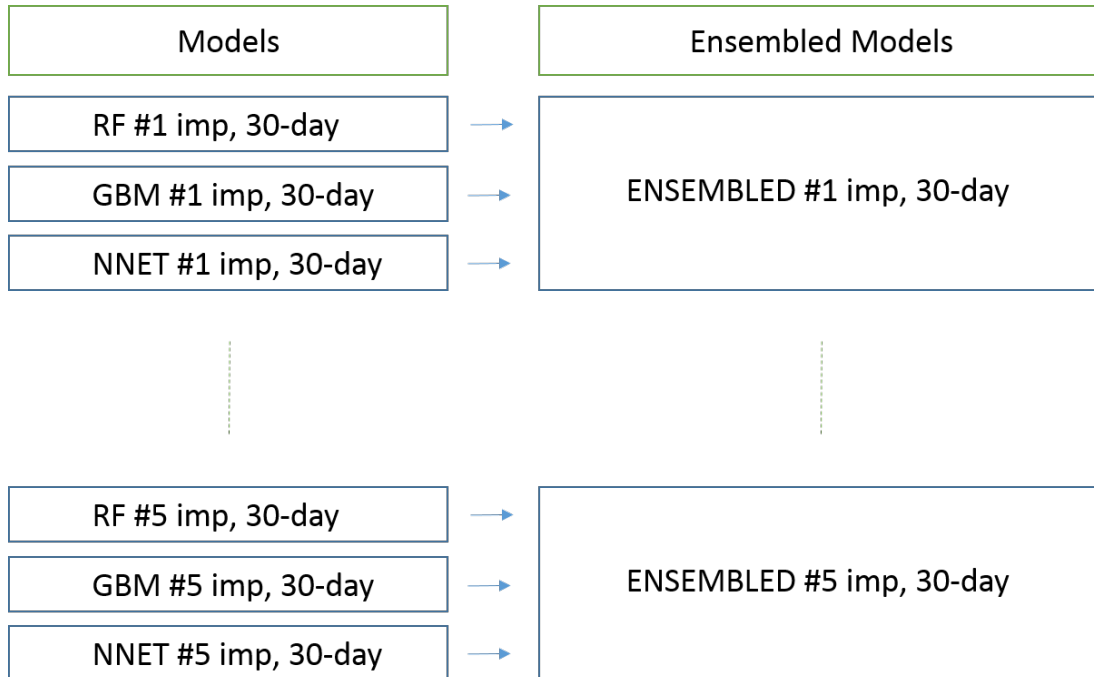 Models
Ensembled Models
RF #1 imp, 30-day
GBM #1 imp, 30-day
NNET #1 imp, 30-day
ENSEMBLED #1 imp, 30-day
RF #5 imp, 30-day
GBM #5 imp, 30-day
NNET #5 imp, 30-day
ENSEMBLED #5 imp, 30-day